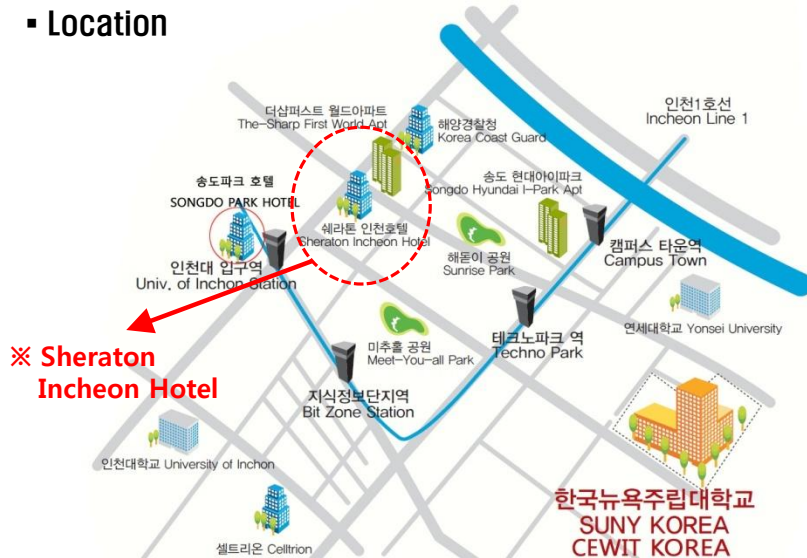 ▪ Location
인천1호선
Incheon Line 1
더샵퍼스트 월드아파트
The-Sharp First World Apt
해양경찰청
Korea Coast Guard
송도파크 호텔
SONGDO PARK HOTEL
송도 현대아이파크
Songdo Hyundai I-Park Apt
쉐라톤 인천호텔
Sheraton Incheon Hotel
해돋이 공원
Sunrise Park
캠퍼스 타운역
Campus Town
인천대 입구역
Univ. of Inchon Station
연세대학교 Yonsei University
테크노파크 역
Techno Park
미추홀 공원
Meet-You-all Park
※ Sheraton
Incheon Hotel
지식정보단지역
Bit Zone Station
인천대학교 University of Inchon
한국뉴욕주립대학교
SUNY KOREA
CEWIT KOREA
셀트리온 Celltrion